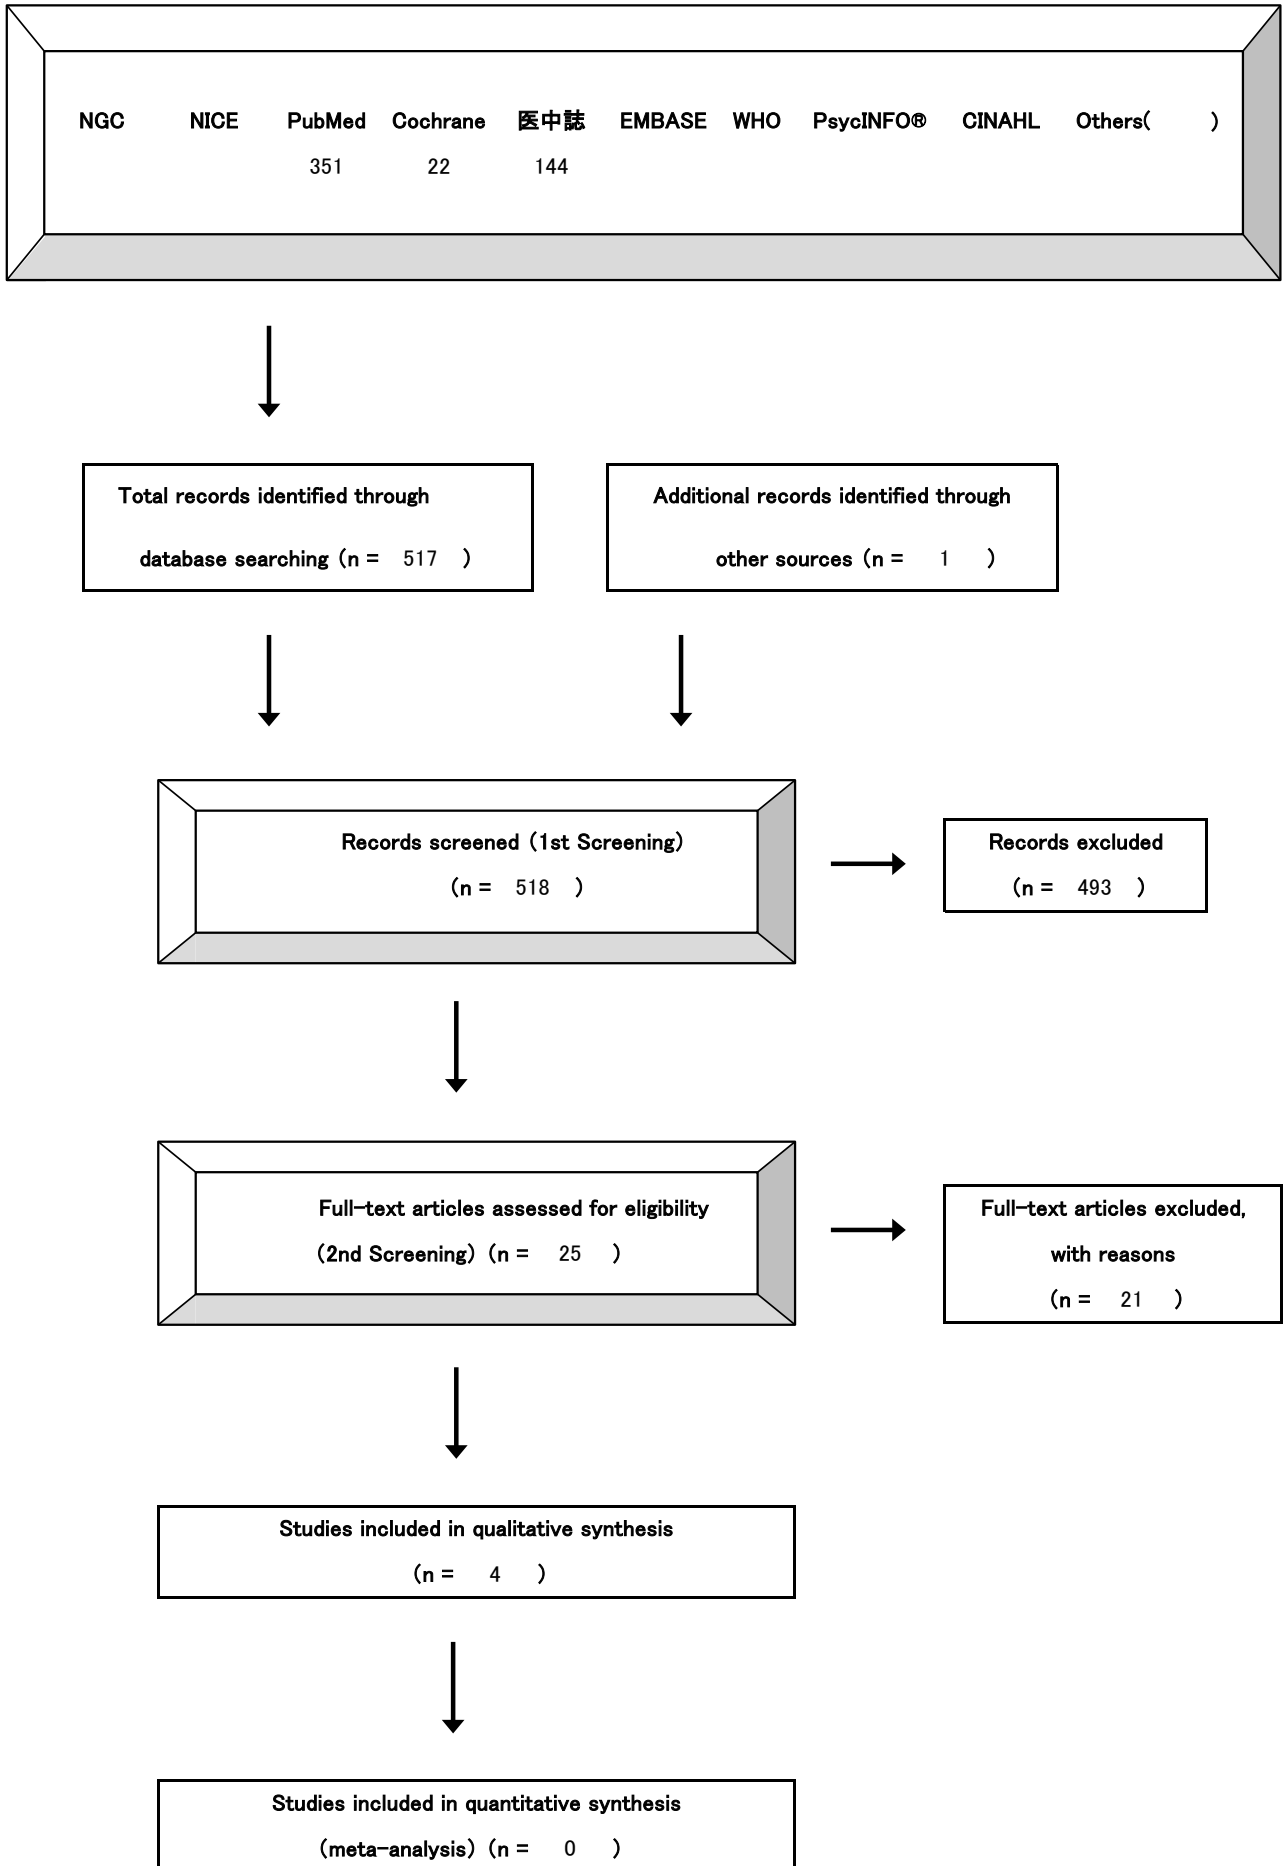 NGC NICE PubMed Cochrane 医中誌 EMBASE WHO PsycINFO® CINAHL Others( )
351 22 144
Total records identified through
database searching (n = 517 )
Additional records identified through
other sources (n = 1 )
Records screened (1st Screening)
(n = 518 )
Records excluded
(n = 493 )
Full-text articles assessed for eligibility
(2nd Screening) (n = 25 )
Full-text articles excluded,
with reasons
(n = 21 )
Studies included in qualitative synthesis
(n = 4 )
Studies included in quantitative synthesis
(meta-analysis) (n = 0 )